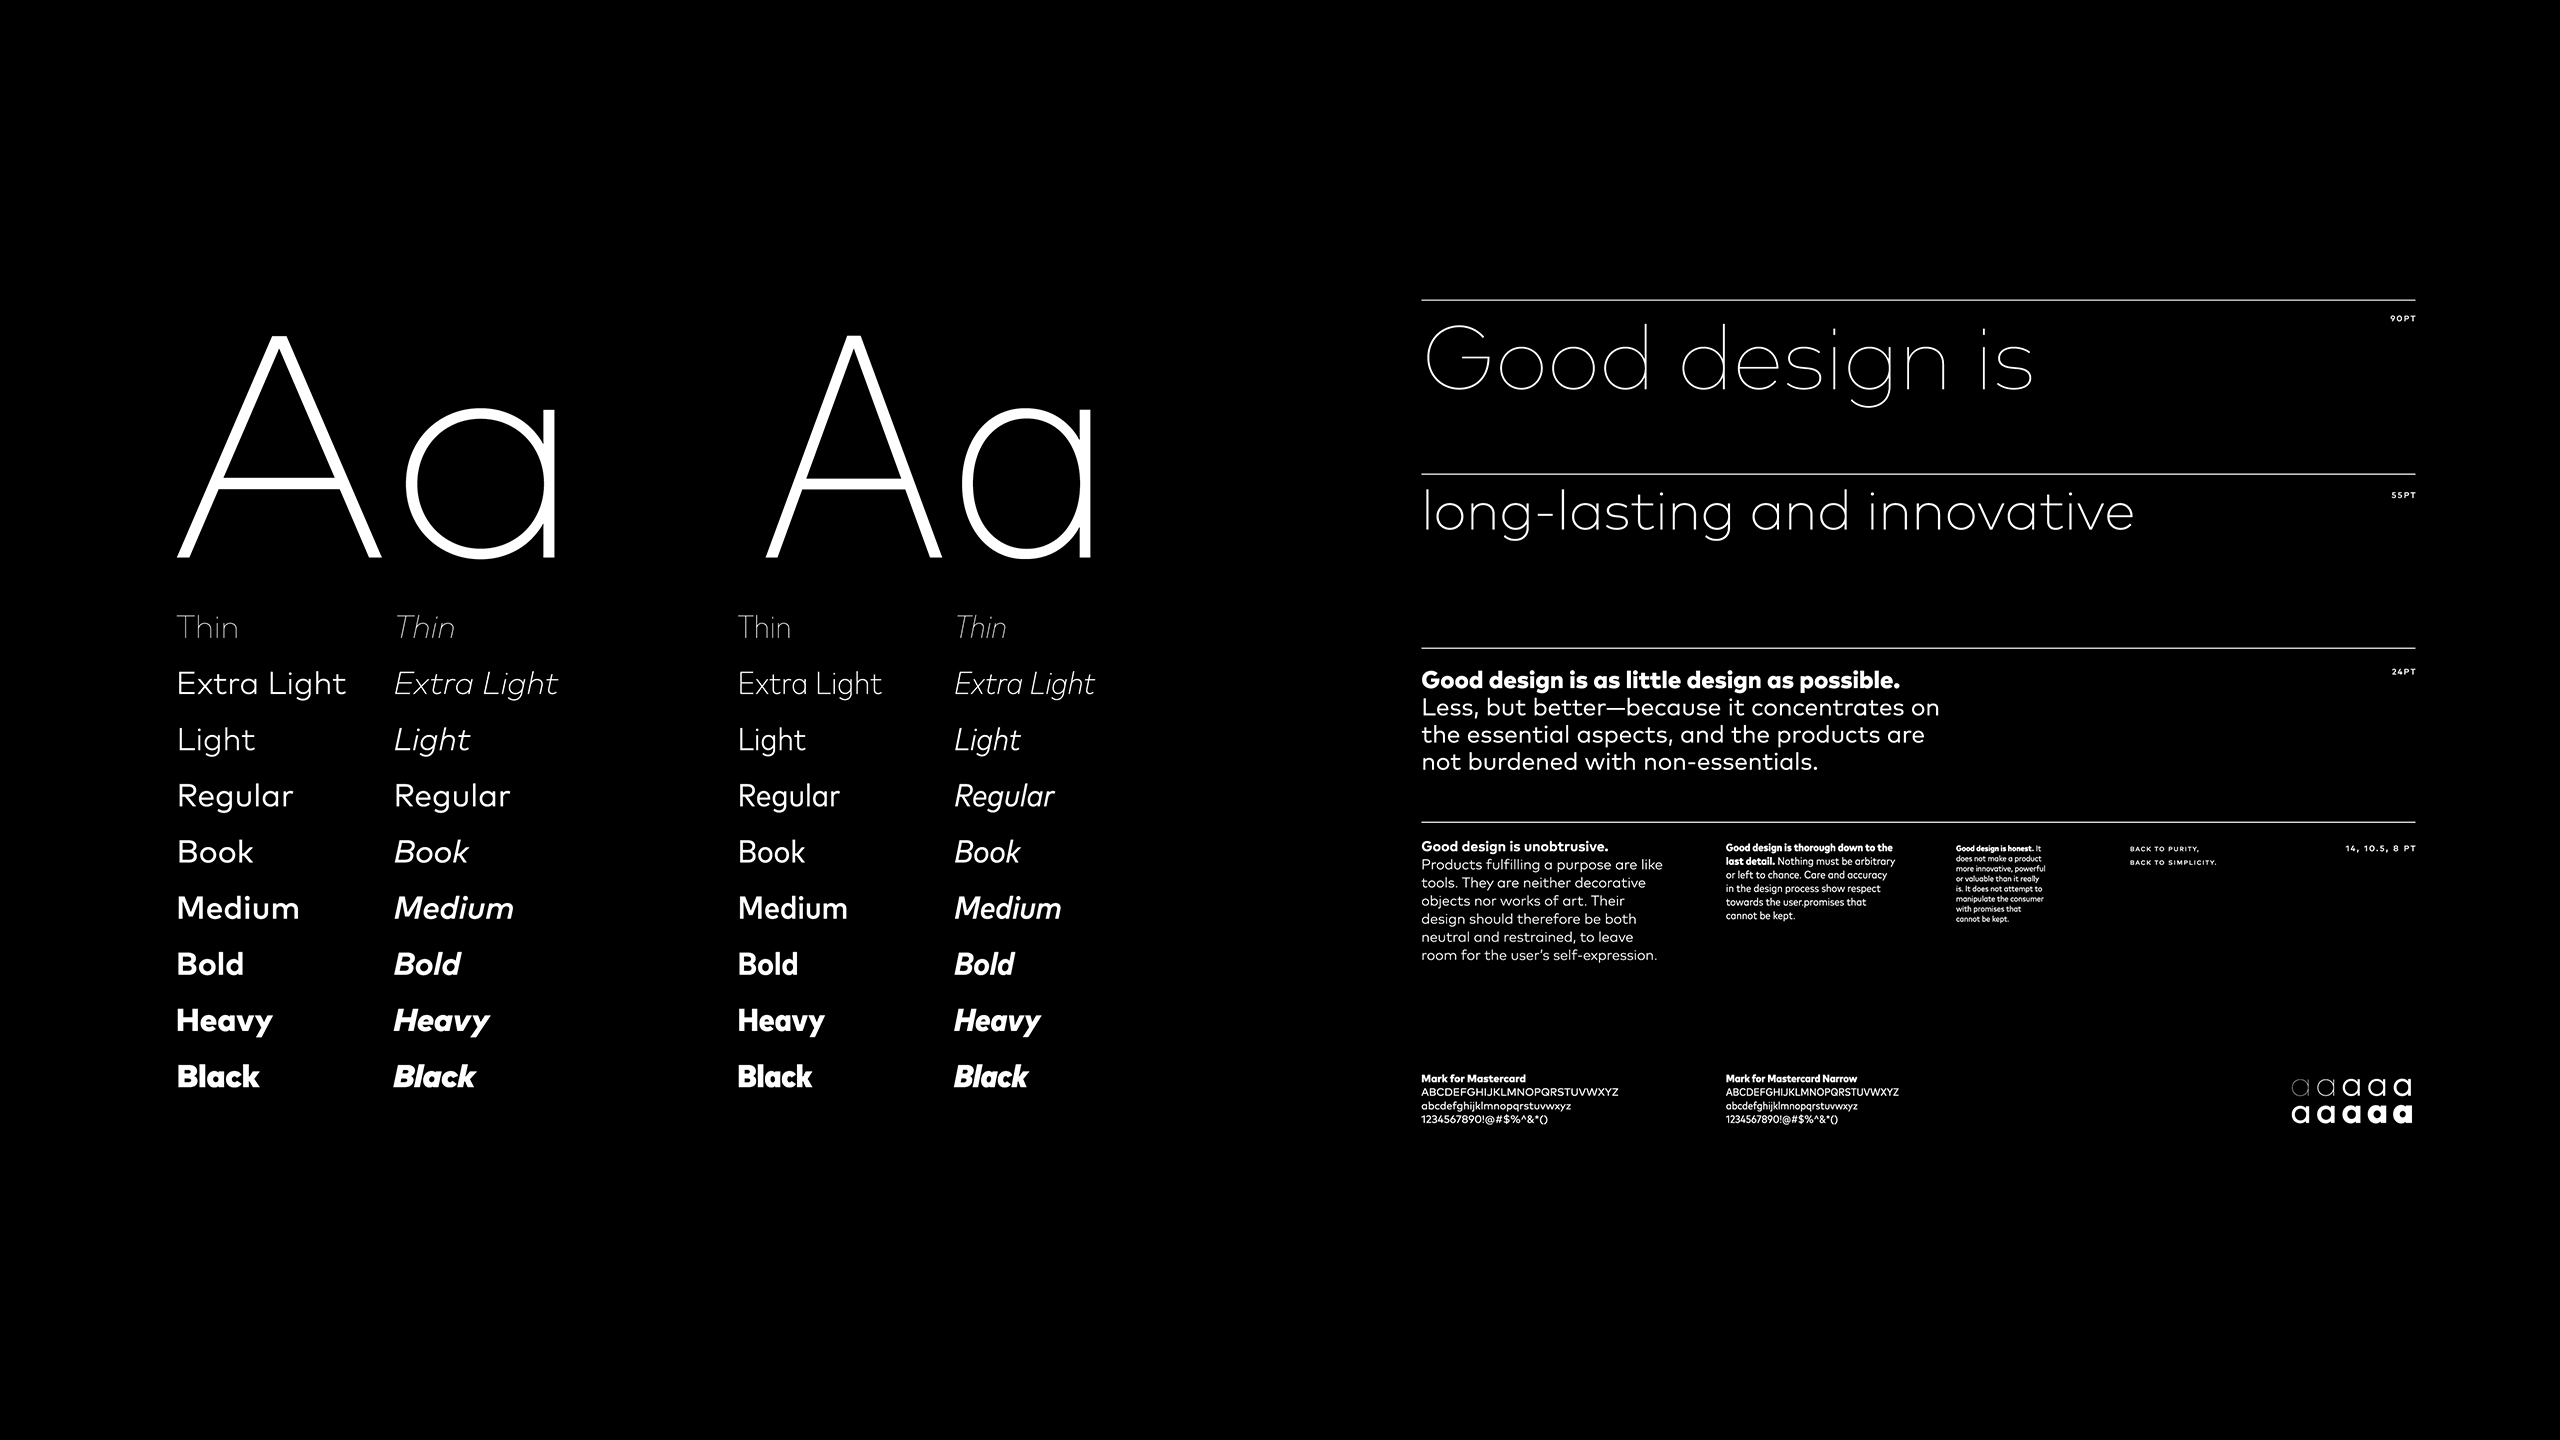 Aa
Aa
Thin Thin Thin Thin
Extra Light Extra Light Extra Light Extra Light
Light Light Light Light
Regular Regular Regular Regular
Book Book Book Book
Medium Medium Medium Medium
Bold Bold Bold Bold
Heavy Heavy Heavy Heavy
Black Black Black Black
Good design is
90PT
long-lasting and innovative
55PT
Good design is as little design as possible.
Less, but better—because it concentrates on
the essential aspects, and the products are
not burdened with non-essentials.
24PT
Good design is unobtrusive.
Products fulfilling a purpose are like
tools. They are neither decorative
objects nor works of art. Their
design should therefore be both
neutral and restrained, to leave
room for the user’s self-expression.
Good design is thorough down to the
last detail. Nothing must be arbitrary
or left to chance. Care and accuracy
in the design process show respect
towards the user.promises that
cannot be kept.
Good design is honest. It
does not make a product
more innovative, powerful
or valuable than it really
is. It does not attempt to
manipulate the consumer
with promises that
cannot be kept.
BACK TO PURITY,
BACK TO SIMPLICITY.
14, 10.5, 8 PT
Mark for Mastercard
ABCDEFGHIJKLMNOPQRSTUVWXYZ
abcdefghijklmnopqrstuvwxyz
1234567890!@#$%^&*()
Mark for Mastercard Narrow
ABCDEFGHIJKLMNOPQRSTUVWXYZ
abcdefghijklmnopqrstuvwxyz
1234567890!@#$%^&*()
aaaaa
aaaaa